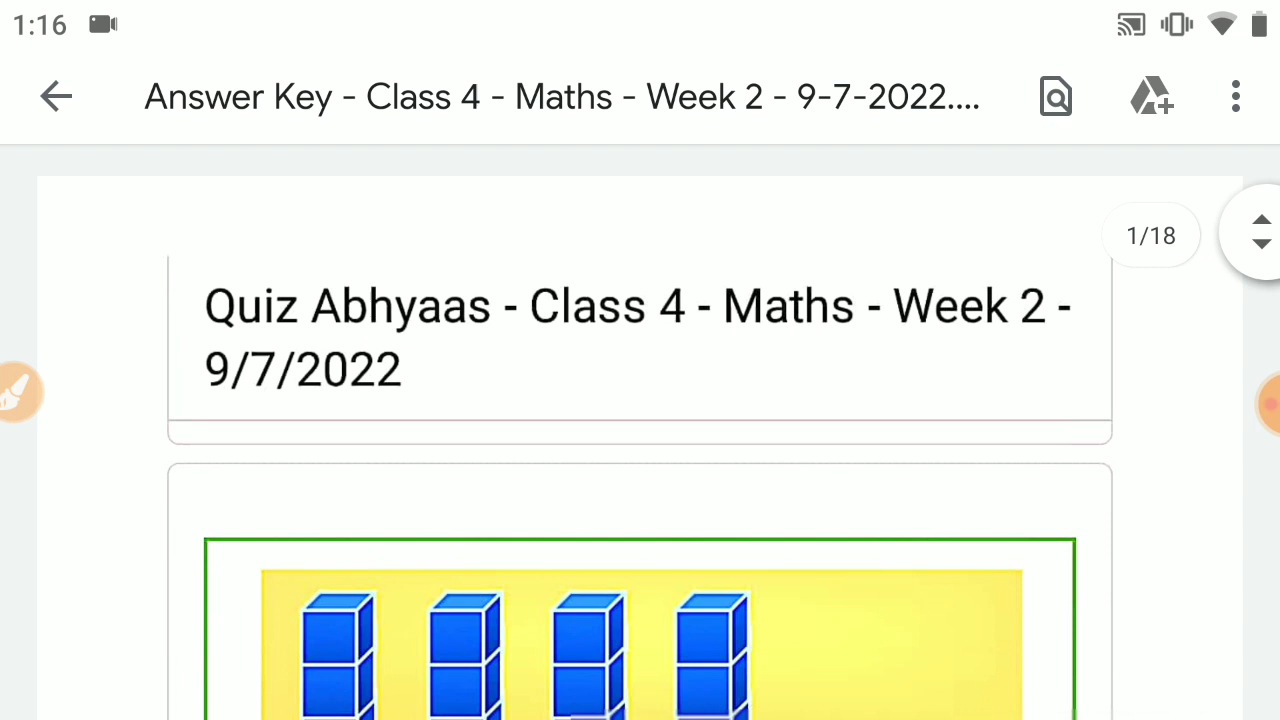 1:16
Answer Key - Class 4 - Maths - Week 2 - 9-7-2022....
1/18
Quiz Abhyaas - Class 4 - Maths - Week 2 -
9/7/2022